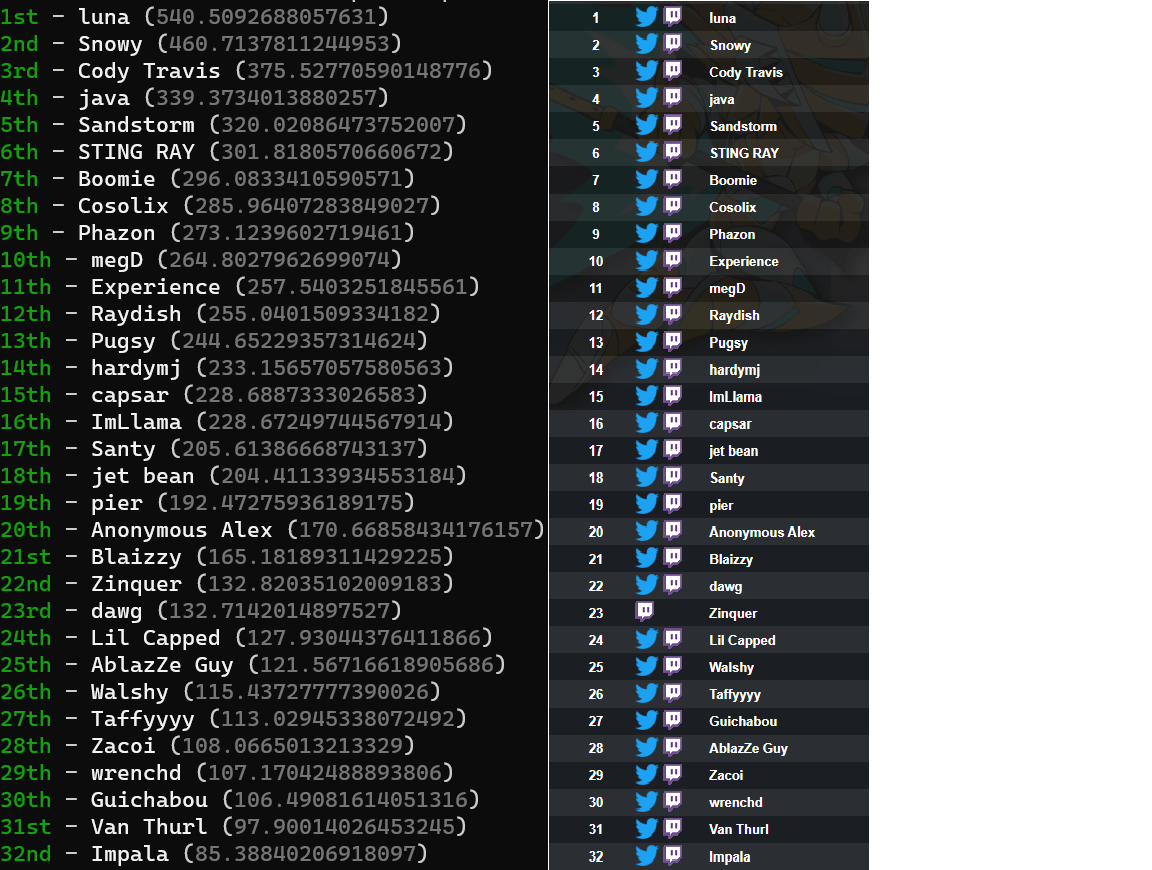 1st - luna (540.5092688057631)
2nd - Snowy (460.7137811244953)
3rd - Cody Travis (375.52770590148776)
4th - java (339.3734013880257)
5th - Sandstorm (320.02086473752007)
6th - STING RAY (301.8180570660672)
7th - Boomie (296.0833410590571)
8th - Cosolix (285.96407283849027)
9th - Phazon (273.1239602719461)
10th - megD (264.8027962699074)
11th - Experience (257.5403251845561)
12th - Raydish (255.0401509334182)
13th - Pugsy (244.65229357314624)
14th - hardymj (233.156570575805​63)
15th - capsar (228.6887333026583)
16th - ImLlama (228.67249744567914)
17th - Santy (205.61386668743137)
18th - jet bean (204.41133934553184)
19th - pier (192.47275936189175)
20th - Anonymous Alex (170.66858434176157)
21st - Blaizzy (165.18189311429225)
22nd - Zinquer (132.82035102009183)
23rd - dawg (132.7142014897527)
24th - Lil Capped (127.93044376411866)
25th - AblazZe Guy (121.56716618905686)
26th - Walshy (115.43727777390026)
27th - Taffyyyy (113.02945338072492)
28th - Zacoi (108.0665013213329)
29th - wrenchd (107.17042488893806)
30th - Guichabou (106.49081614051316)
31st - Van Thurl (97.90014026453245)
32nd - Impala (85.38840206918097)
1 luna
2 Snowy
3 Cody Travis
4 java
5 Sandstorm
6 STING RAY
7 Boomie
8 Cosolix
9 Phazon
10 Experience
11 megD
12 Raydish
13 Pugsy
14 hardymj
15 ImLlama
16 capsar
17 jet bean
18 Santy
19 pier
20 Anonymous Alex
21 Blaizzy
22 dawg
23 Zinquer
24 Lil Capped
25 Walshy
26 Taffyyyy
27 Guichabou
28 AblazZe Guy
29 Zacoi
30 wrenchd
31 Van Thurl
32 Impala